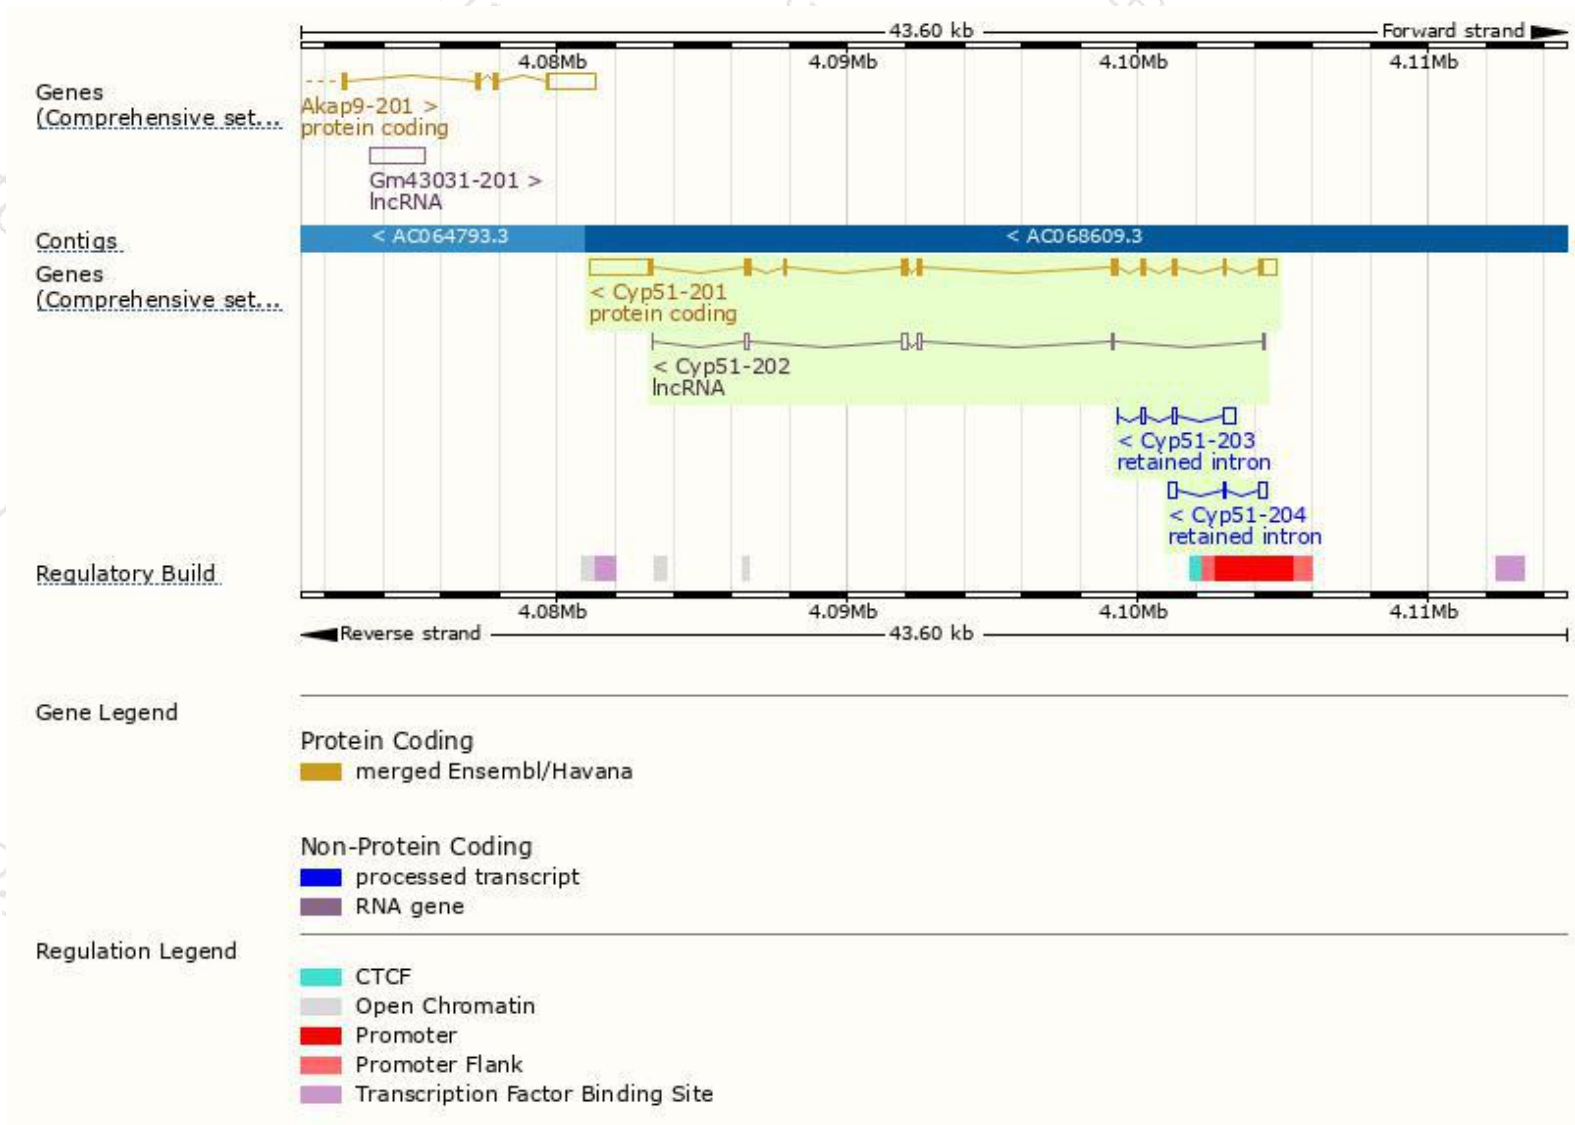 43.60 kb Forward strand
4.08Mb 4.09Mb 4.10Mb 4.11Mb
Genes
(Comprehensive set...
Akap9-201 >
protein coding
Gm43031-201 >
lncRNA
Contigs
< AC064793.3 < AC068609.3
Genes
(Comprehensive set...
< Cyp51-201
protein coding
< Cyp51-202
lncRNA
< Cyp51-203
retained intron
< Cyp51-204
retained intron
Regulatory Build
4.08Mb 4.09Mb 4.10Mb 4.11Mb
Reverse strand 43.60 kb
Gene Legend
Protein Coding
merged Ensembl/Havana
Non-Protein Coding
processed transcript
RNA gene
Regulation Legend
CTCF
Open Chromatin
Promoter
Promoter Flank
Transcription Factor Binding Site